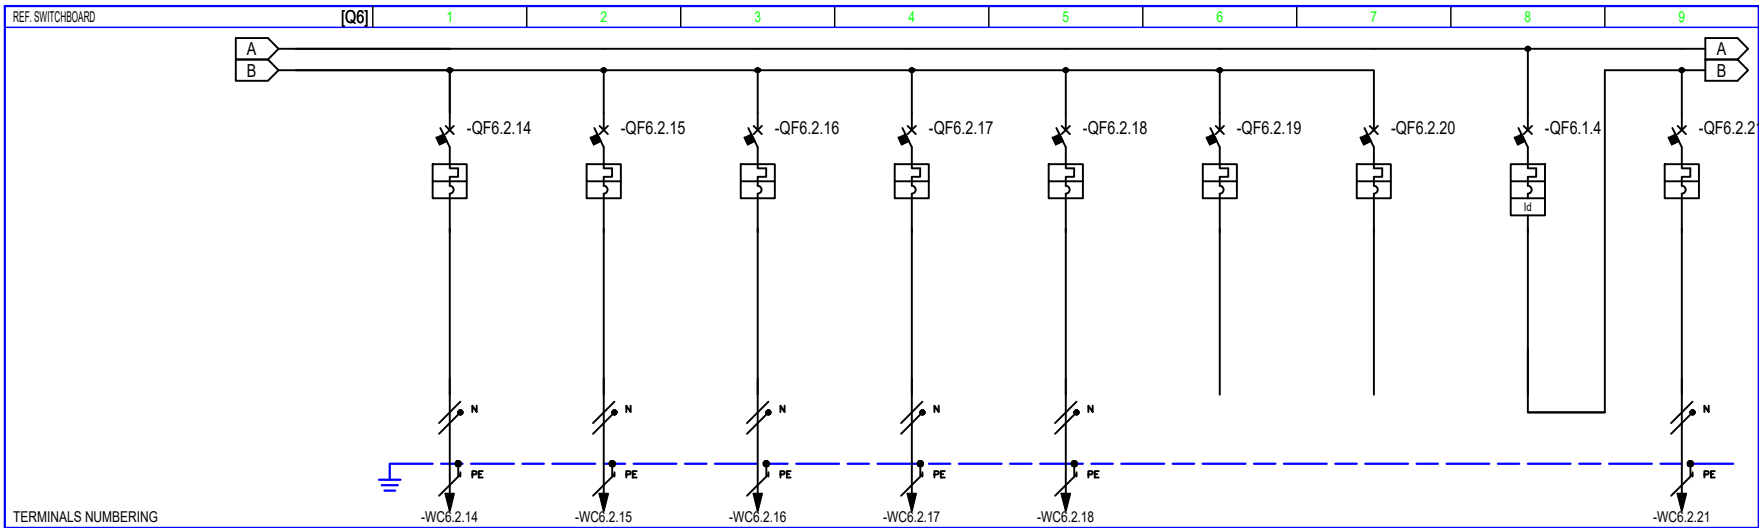 REF. SWITCHBOARD [Q6] 1 2 3 4 5 6 7 8 9
A A
B B
-QF6.2.14 -QF6.2.15 -QF6.2.16 -QF6.2.17 -QF6.2.18 -QF6.2.19 -QF6.2.20 -QF6.1.4 -QF6.2.21
Id
N N N N N N
PE PE PE PE PE PE
TERMINALS NUMBERING -WC6.2.14 -WC6.2.15 -WC6.2.16 -WC6.2.17 -WC6.2.18 -WC6.2.21